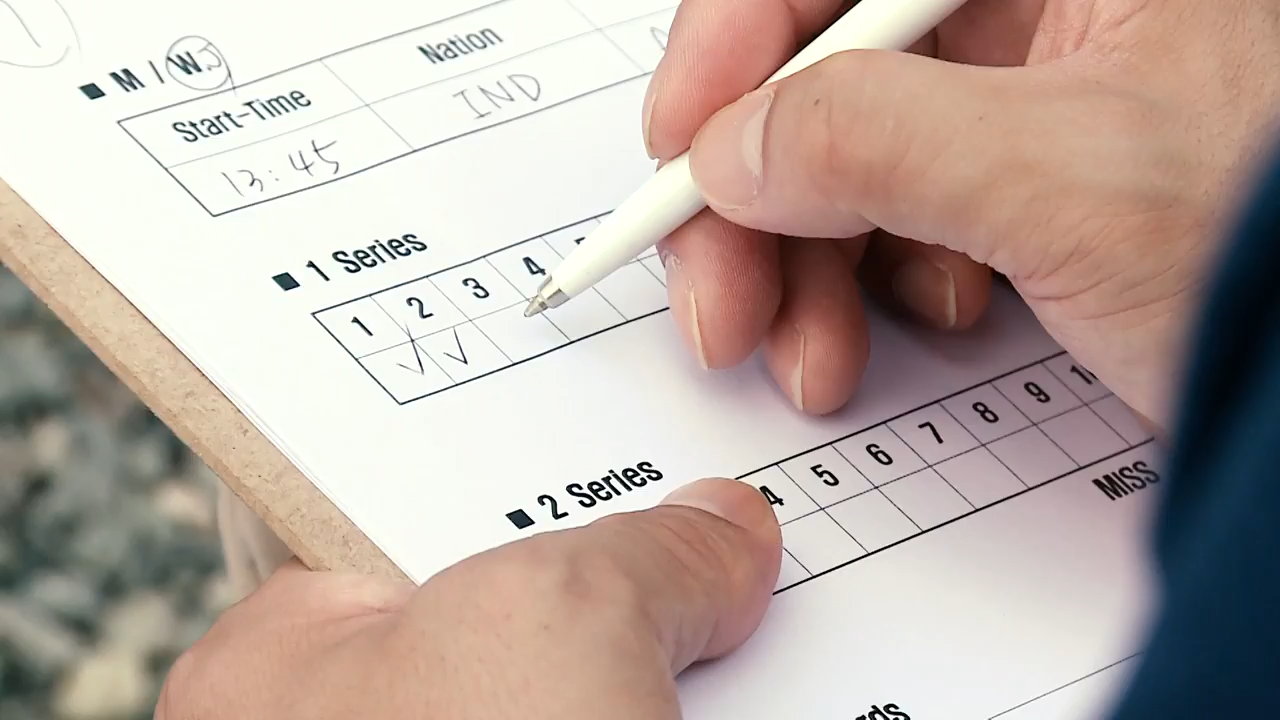 ■ M / W.J
Start-Time Nation
13:45 IND
■ 1 Series
1 2 3 4
√ √
■ 2 Series
4 5 6 7 8 9
MISS